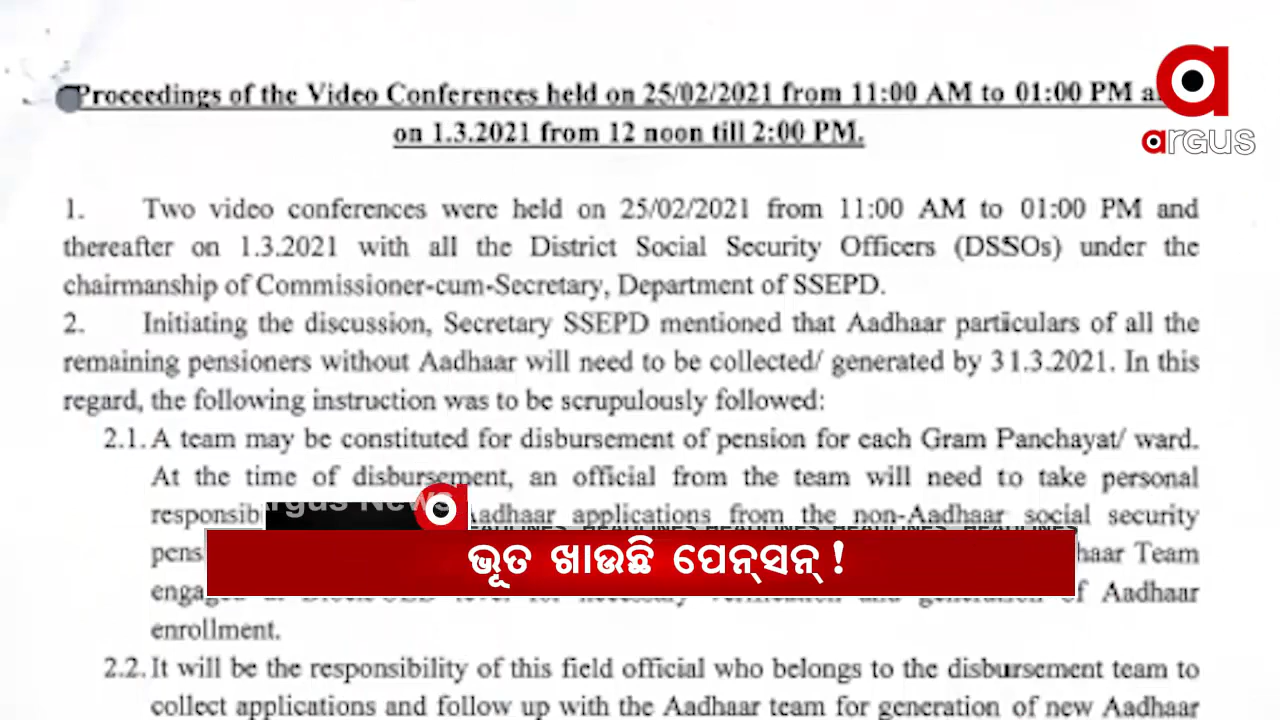 Proceedings of the Video Conferences held on 25/02/2021 from 11:00 AM to 01:00 PM
on 1.3.2021 from 12 noon till 2:00 PM.
argus
1. Two video conferences were held on 25/02/2021 from 11:00 AM to 01:00 PM and
thereafter on 1.3.2021 with all the District Social Security Officers (DSSOs) under the
chairmanship of Commissioner-cum-Secretary, Department of SSEPD.
2. Initiating the discussion, Secretary SSEPD mentioned that Aadhaar particulars of all the
remaining pensioners without Aadhaar will need to be collected/ generated by 31.3.2021. In this
regard, the following instruction was to be scrupulously followed:
2.1. A team may be constituted for disbursement of pension for each Gram Panchayat/ ward.
At the time of disbursement, an official from the team will need to take personal
Aadhaar applications from the non-Aadhaar social security
Argus News
HEADLINES HEADLINES HEADLINES HEADLINES HEADLINES
ଭୂତ ଖାଉଛି ପେନ୍‌ସନ୍ !
Team
of Aadhaar
enrollment.
2.2. It will be the responsibility of this field official who belongs to the disbursement team to
collect applications and follow up with the Aadhaar team for generation of new Aadhaar